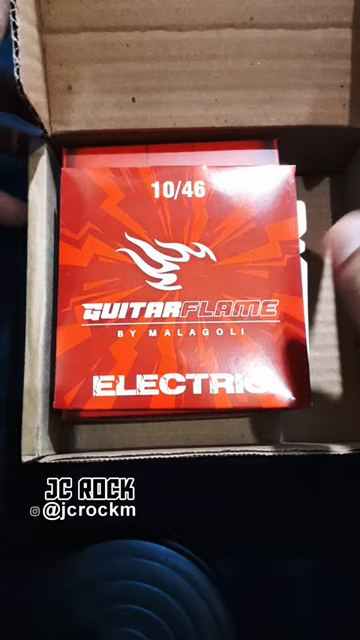 10/46
GUITARFLAME
BY MALAGOLI
ELECTRIC
JC ROCK
@jcrockm